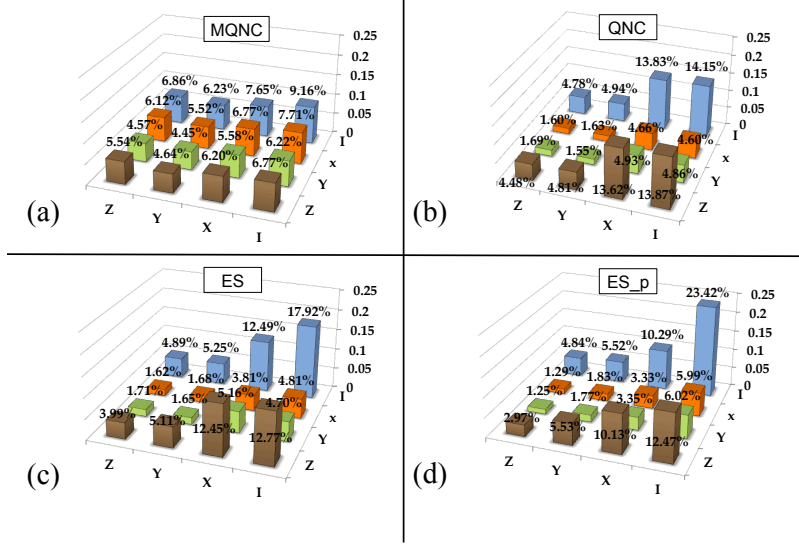 MQNC
0.25
0.2
0.15
0.1
0.05
0
6.86% 6.23% 7.65% 9.16%
6.12% 5.52% 6.77% 7.71%
4.57% 4.45% 5.58% 6.22%
5.54% 4.64% 6.20% 6.77%
I
x
Y
Z
Z Y X I
(a)
QNC
0.25
0.2
0.15
0.1
0.05
0
4.78% 4.94% 13.83% 14.15%
1.60% 1.63% 4.66% 4.60%
1.69% 1.55% 4.93% 4.86%
4.48% 4.81% 13.62% 13.87%
I
x
Y
Z
Z Y X I
(b)
ES
0.25
0.2
0.15
0.1
0.05
0
4.89% 5.25% 12.49% 17.92%
1.62% 1.68% 3.81% 4.81%
1.71% 1.65% 5.16% 4.70%
3.99% 5.11% 12.45% 12.77%
I
x
Y
Z
Z Y X I
(c)
ES_p
0.25
0.2
0.15
0.1
0.05
0
4.84% 5.52% 10.29% 23.42%
1.29% 1.83% 3.33% 5.99%
1.25% 1.77% 3.35% 6.02%
2.97% 5.53% 10.13% 12.47%
I
x
Y
Z
Z Y X I
(d)